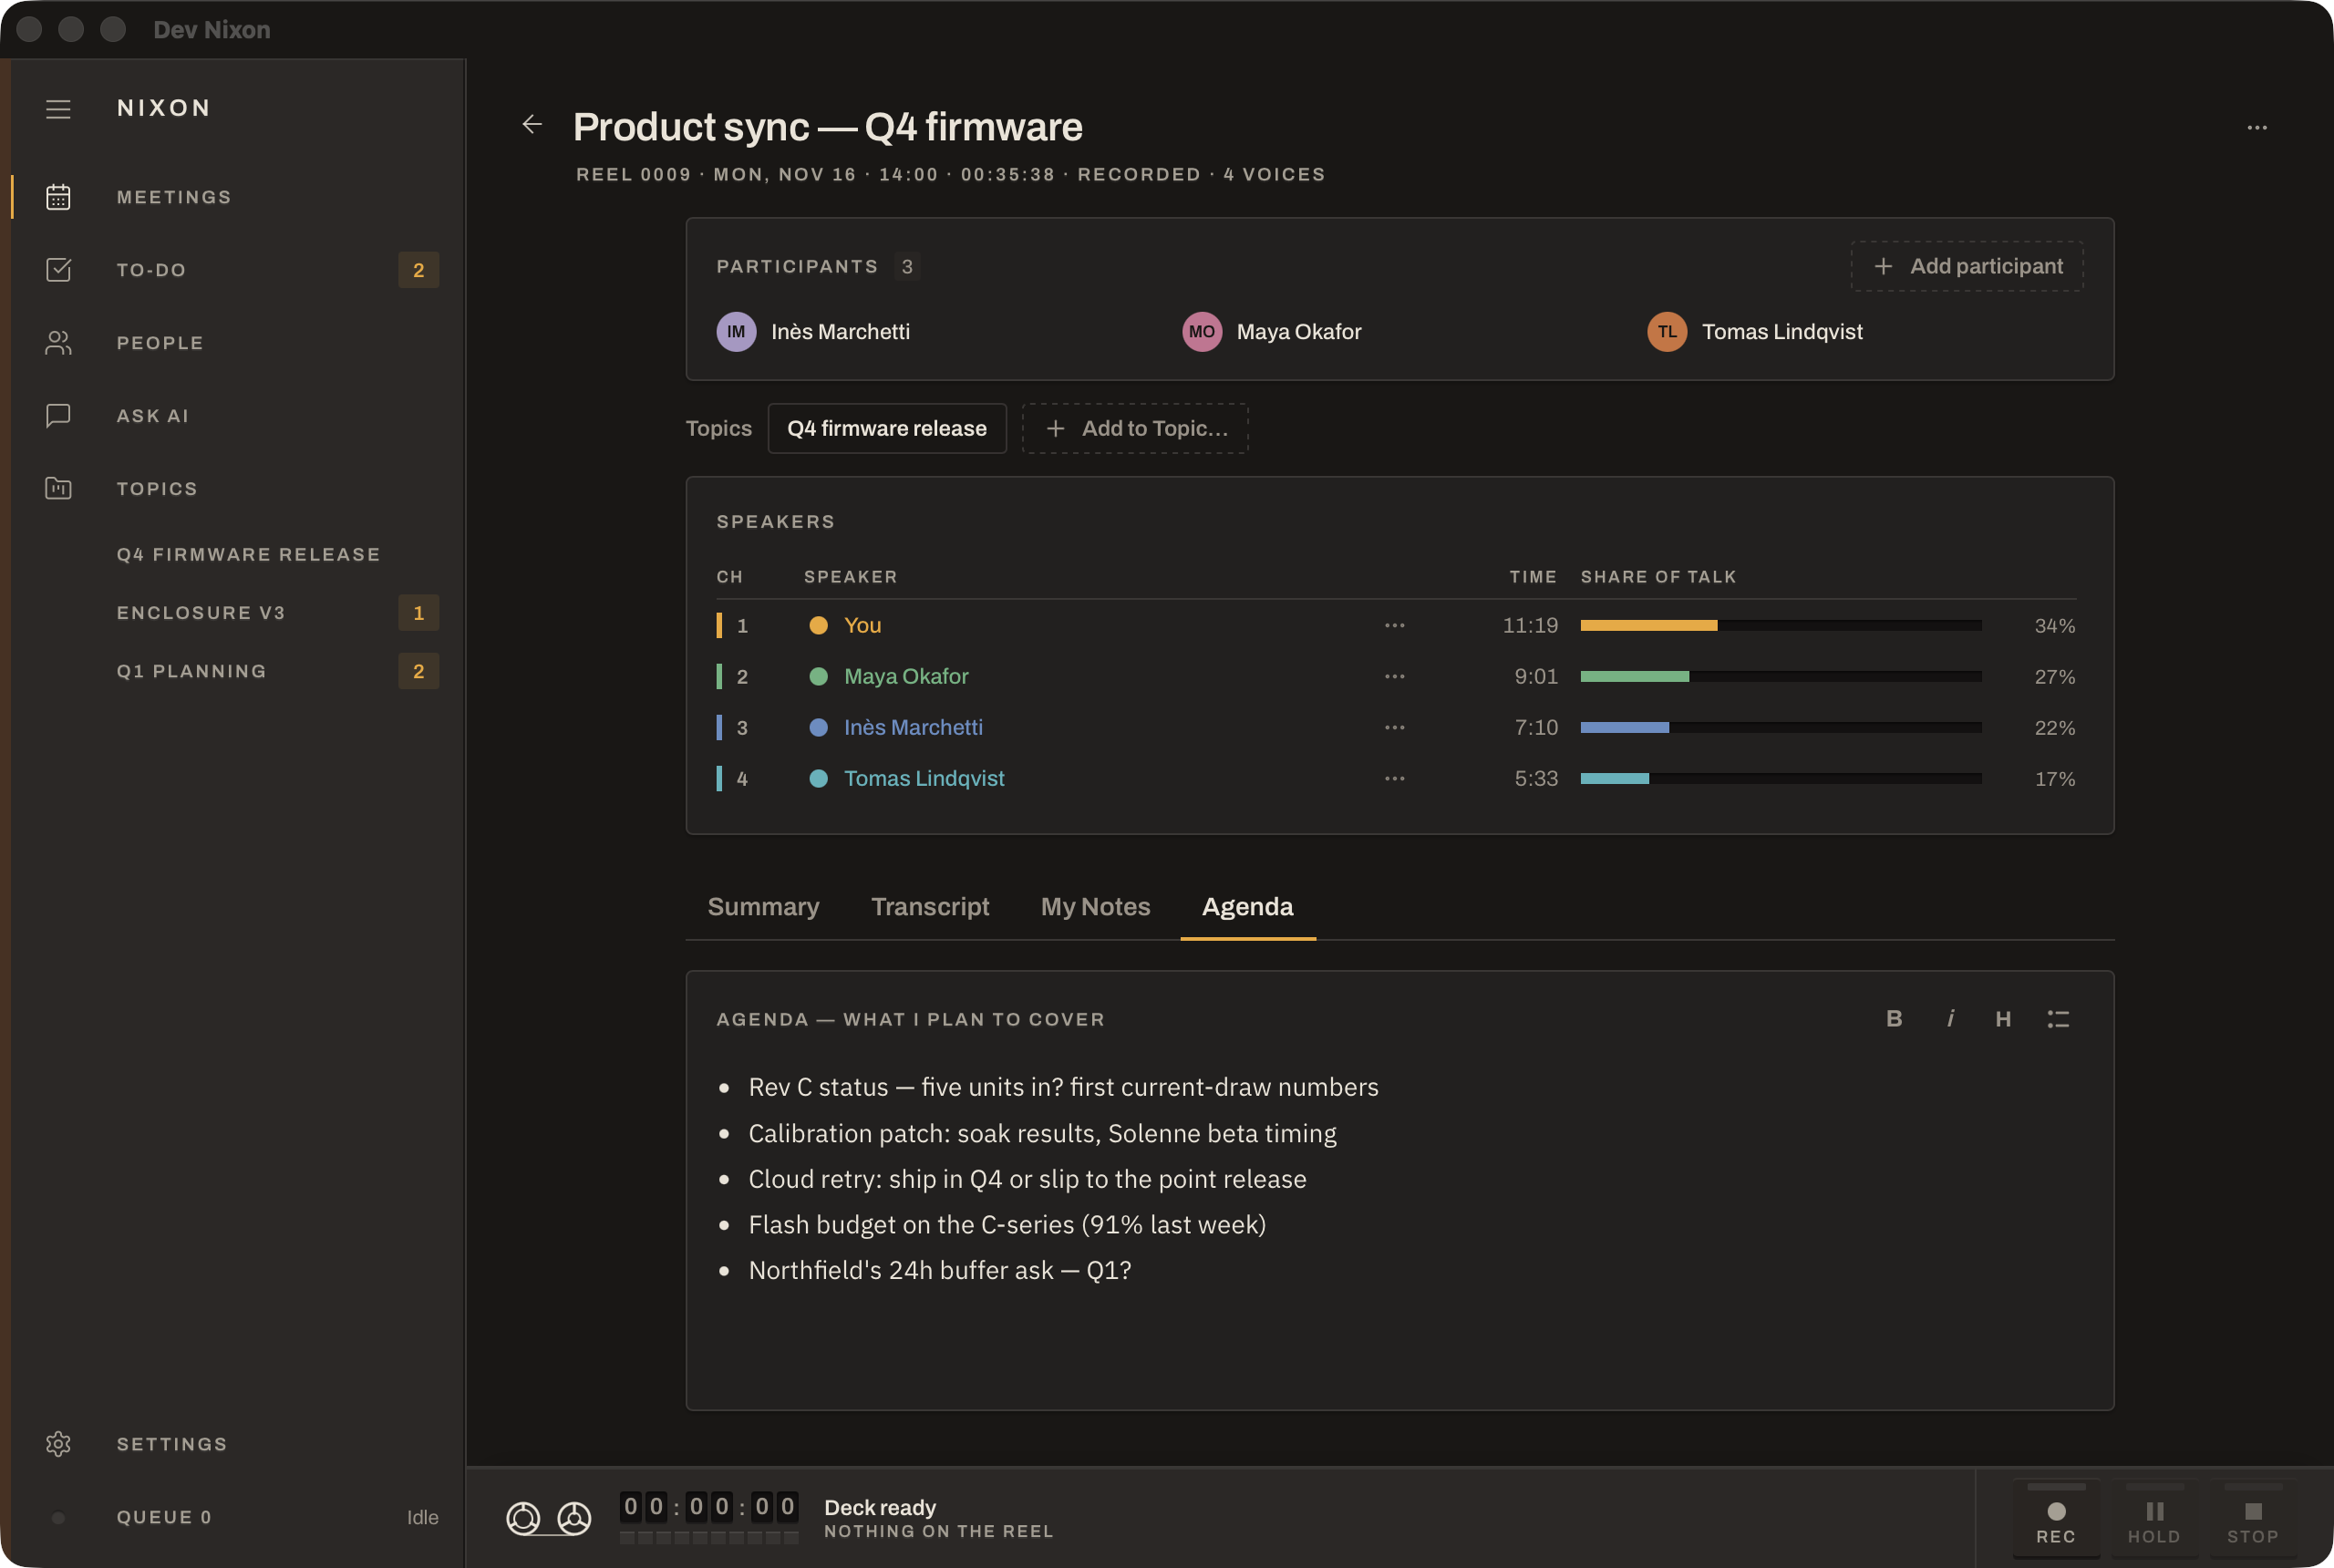 Dev Nixon
NIXON
MEETINGS
TO-DO 2
PEOPLE
ASK AI
TOPICS
Q4 FIRMWARE RELEASE
ENCLOSURE V3 1
Q1 PLANNING 2
SETTINGS
QUEUE 0 Idle
Product sync — Q4 firmware
REEL 0009 · MON, NOV 16 · 14:00 · 00:35:38 · RECORDED · 4 VOICES
PARTICIPANTS 3
Add participant
IM Inès Marchetti MO Maya Okafor TL Tomas Lindqvist
Topics Q4 firmware release Add to Topic...
SPEAKERS
CH SPEAKER TIME SHARE OF TALK
1 You 11:19 34%
2 Maya Okafor 9:01 27%
3 Inès Marchetti 7:10 22%
4 Tomas Lindqvist 5:33 17%
Summary Transcript My Notes Agenda
AGENDA — WHAT I PLAN TO COVER
B i H
• Rev C status — five units in? first current-draw numbers
• Calibration patch: soak results, Solenne beta timing
• Cloud retry: ship in Q4 or slip to the point release
• Flash budget on the C-series (91% last week)
• Northfield's 24h buffer ask — Q1?
00:00:00
Deck ready
NOTHING ON THE REEL
REC HOLD STOP